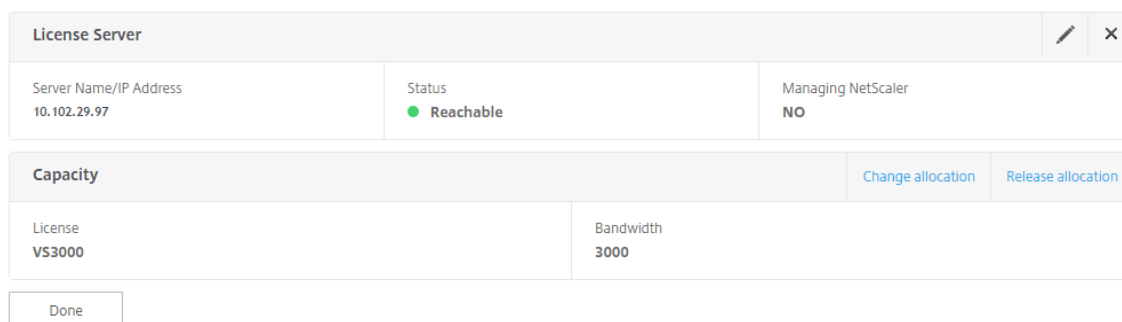 License Server
Server Name/IP Address
10.102.29.97
Status
Reachable
Managing NetScaler
NO
Capacity
Change allocation
Release allocation
License
VS3000
Bandwidth
3000
Done